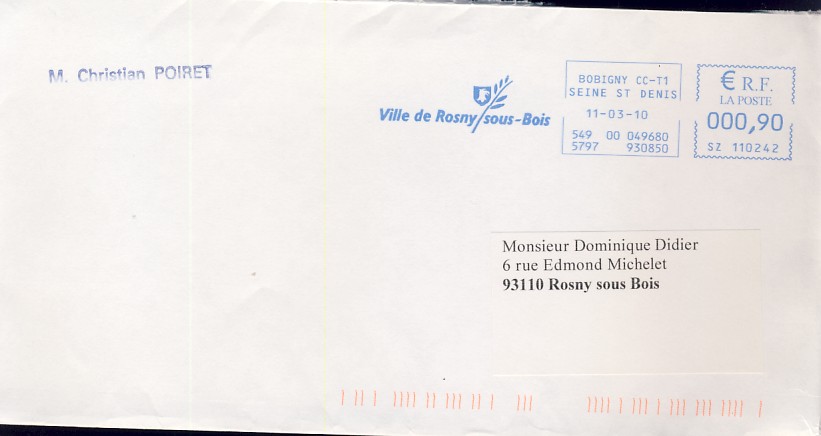 M. Christian POIRET
Ville de Rosny sous-Bois
BOBIGNY CC-T1
SEINE ST DENIS
11-03-10
549 00 049680
5797 930850
€ R.F.
LA POSTE
000,90
SZ 110242
Monsieur Dominique Didier
6 rue Edmond Michelet
93110 Rosny sous Bois